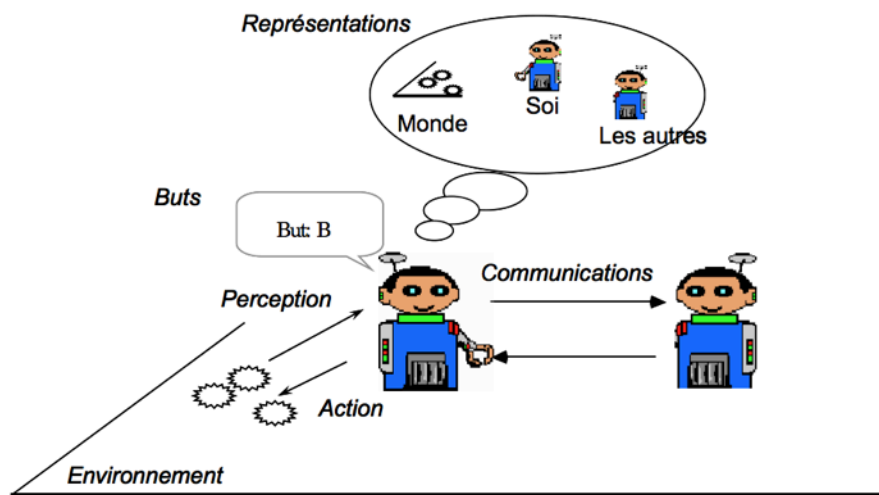 Représentations
Monde
Soi
Les autres
Buts
But: B
Communications
Perception
Action
Environnement